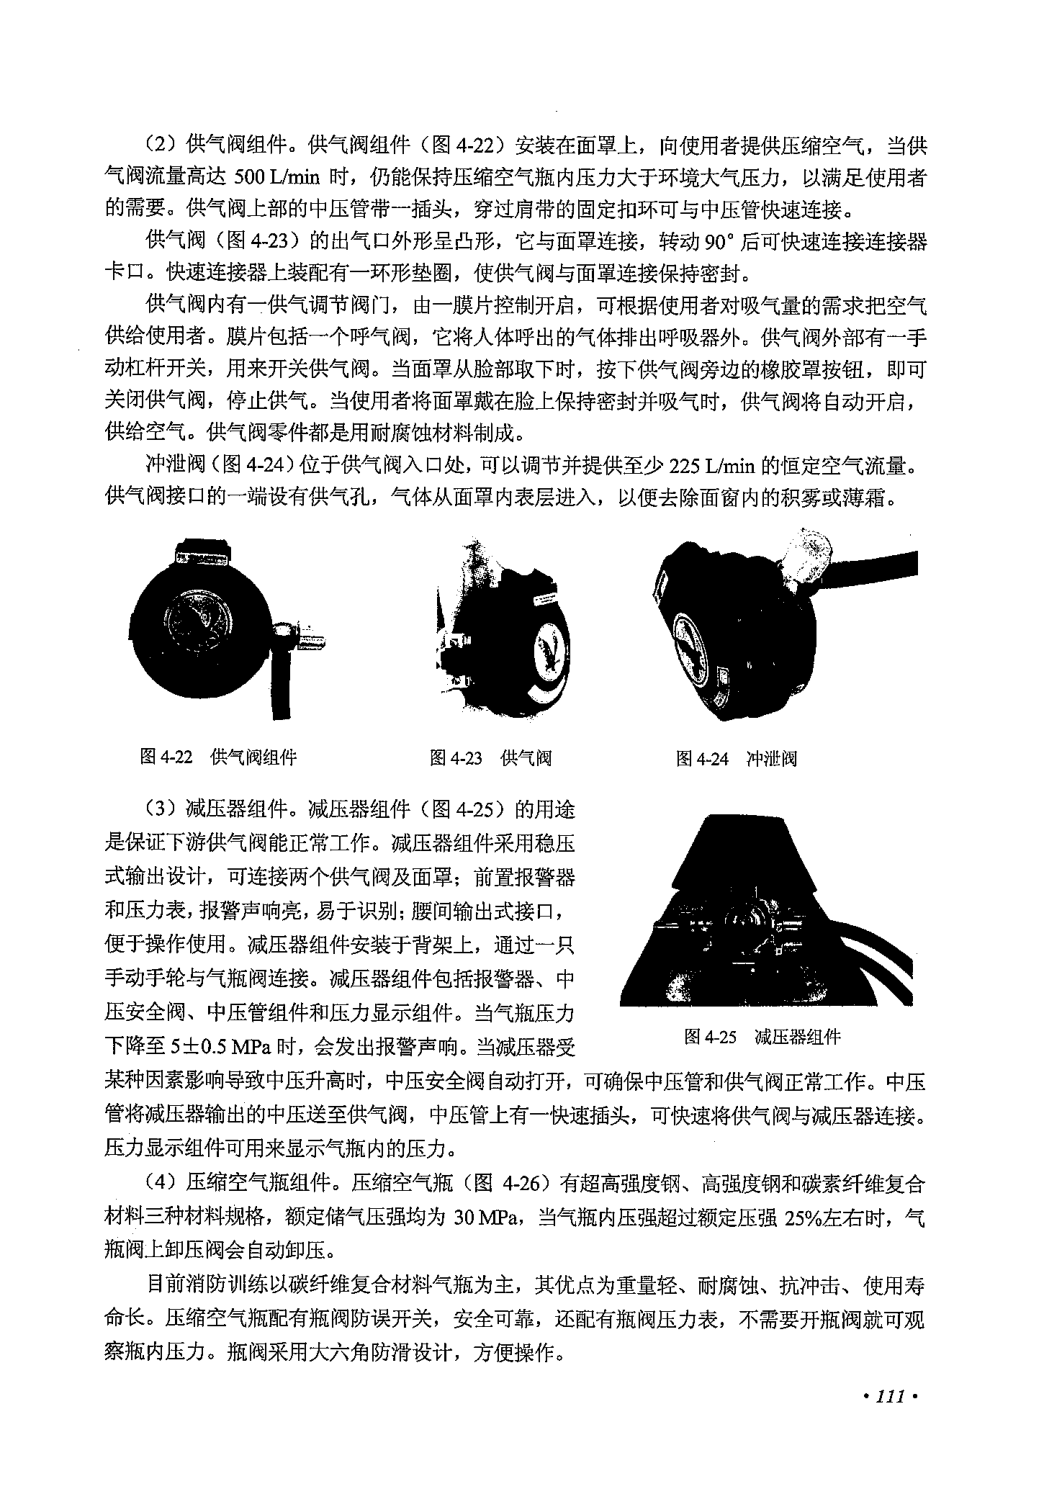 （2）供气阀组件。供气阀组件（图 4-22）安装在面罩上，向使用者提供压缩空气，当供
气阀流量高达 500 L/min 时，仍能保持压缩空气瓶内压力大于环境大气压力，以满足使用者
的需要。供气阀上部的中压管带一插头，穿过肩带的固定扣环可与中压管快速连接。
供气阀（图 4-23）的出气口外形呈凸形，它与面罩连接，转动 90° 后可快速连接连接器
卡口。快速连接器上装配有一环形垫圈，使供气阀与面罩连接保持密封。
供气阀内有一供气调节阀门，由一膜片控制开启，可根据使用者对吸气量的需求把空气
供给使用者。膜片包括一个呼气阀，它将人体呼出的气体排出呼吸器外。供气阀外部有一手
动杠杆开关，用来开关供气阀。当面罩从脸部取下时，按下供气阀旁边的橡胶罩按钮，即可
关闭供气阀，停止供气。当使用者将面罩戴在脸上保持密封并吸气时，供气阀将自动开启，
供给空气。供气阀零件都是用耐腐蚀材料制成。
冲泄阀（图 4-24）位于供气阀入口处，可以调节并提供至少 225 L/min 的恒定空气流量。
供气阀接口的一端设有供气孔，气体从面罩内表层进入，以便去除面窗内的积雾或薄霜。
图 4-22 供气阀组件
图 4-23 供气阀
图 4-24 冲泄阀
（3）减压器组件。减压器组件（图 4-25）的用途
是保证下游供气阀能正常工作。减压器组件采用稳压
式输出设计，可连接两个供气阀及面罩；前置报警器
和压力表，报警声响亮，易于识别；腰间输出式接口，
便于操作使用。减压器组件安装于背架上，通过一只
手动手轮与气瓶阀连接。减压器组件包括报警器、中
压安全阀、中压管组件和压力显示组件。当气瓶压力
下降至 5±0.5 MPa 时，会发出报警声响。当减压器受
图 4-25 减压器组件
某种因素影响导致中压升高时，中压安全阀自动打开，可确保中压管和供气阀正常工作。中压
管将减压器输出的中压送至供气阀，中压管上有一快速插头，可快速将供气阀与减压器连接。
压力显示组件可用来显示气瓶内的压力。
（4）压缩空气瓶组件。压缩空气瓶（图 4-26）有超高强度钢、高强度钢和碳素纤维复合
材料三种材料规格，额定储气压强均为 30 MPa，当气瓶内压强超过额定压强 25%左右时，气
瓶阀上卸压阀会自动卸压。
目前消防训练以碳纤维复合材料气瓶为主，其优点为重量轻、耐腐蚀、抗冲击、使用寿
命长。压缩空气瓶配有瓶阀防误开关，安全可靠，还配有瓶阀压力表，不需要开瓶阀就可观
察瓶内压力。瓶阀采用大六角防滑设计，方便操作。
·111·